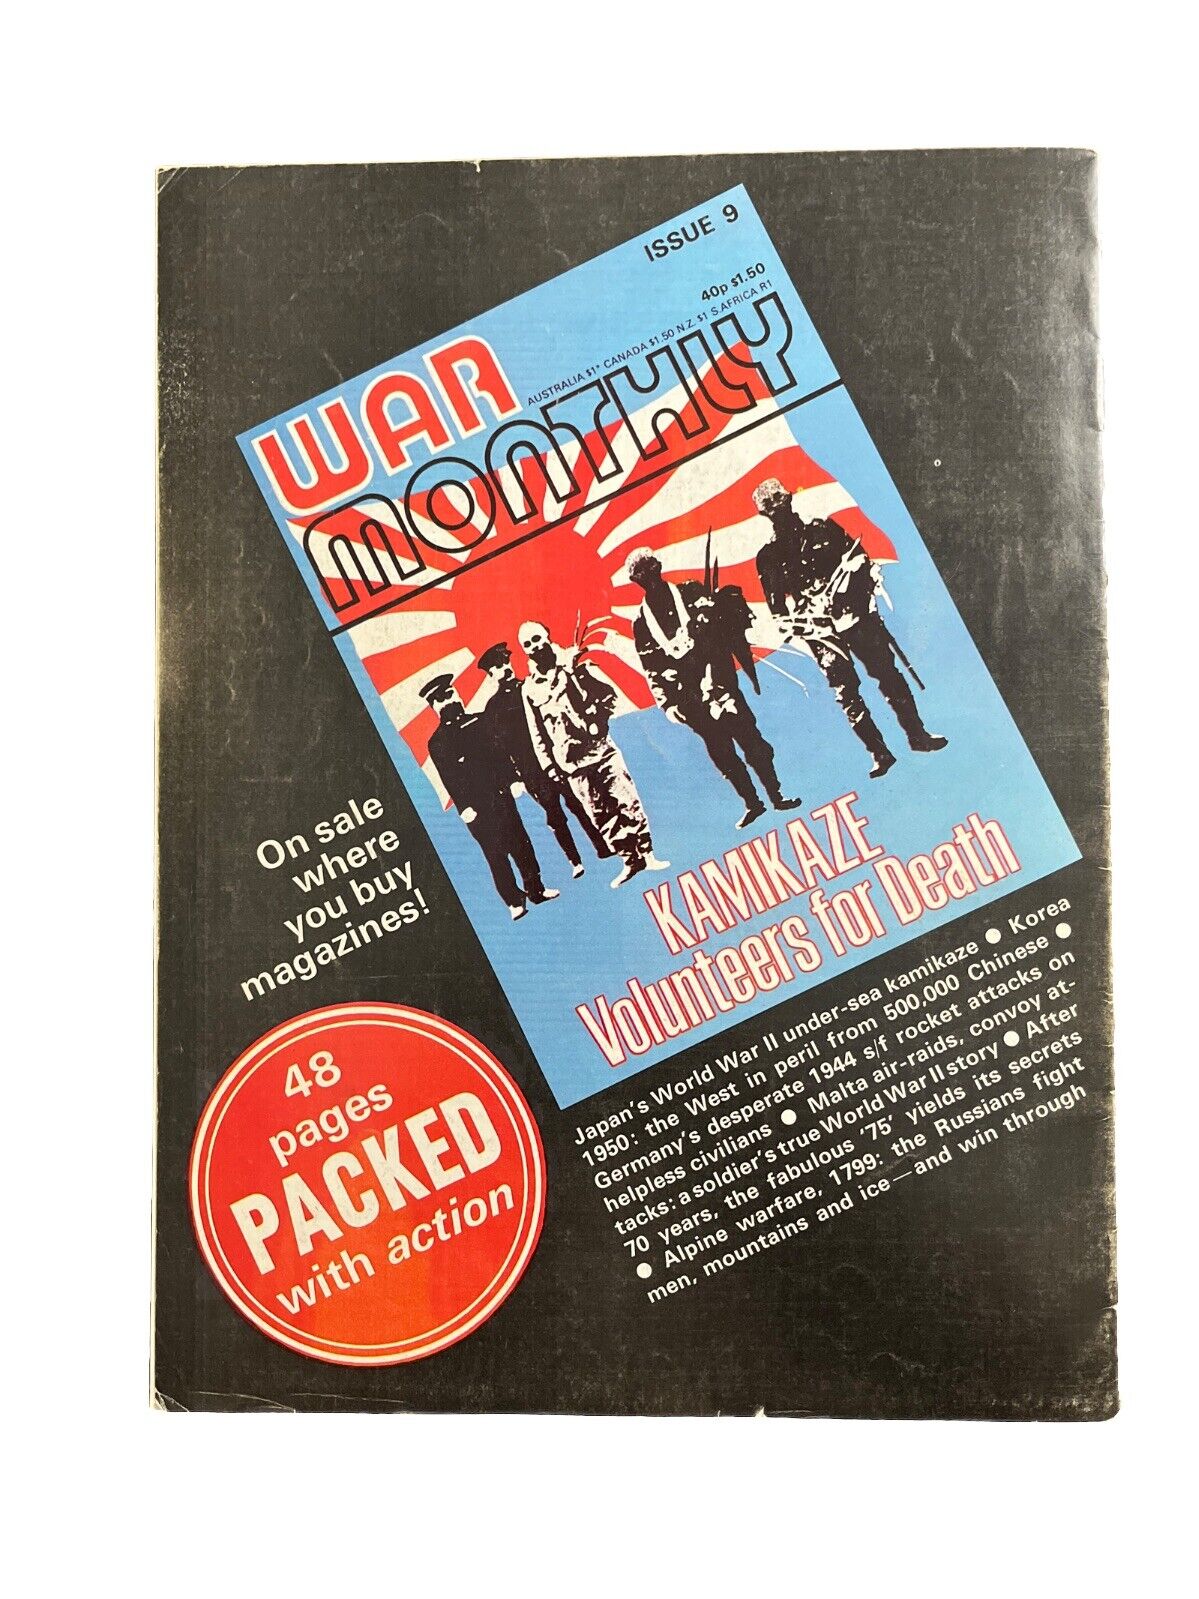 ISSUE 9
40p $1.50
AUSTRALIA $1* CANADA $1.50 N.Z. $1 S.AFRICA R1
WAR
MONTHLY
KAMIKAZE
Volunteers for Death
On sale
where
you buy
magazines!
48
pages
PACKED
with action
Japan's World War II under-sea kamikaze ● Korea
1950: the West in peril from 500,000 Chinese ●
Germany's desperate 1944 s/f rocket attacks on
helpless civilians ● Malta air-raids, convoy at-
tacks: a soldier's true World War II story ● After
70 years, the fabulous '75' yields its secrets
● Alpine warfare, 1799: the Russians fight
men, mountains and ice—and win through